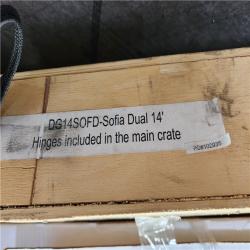 DG14SOFD-Sofia Dual 14'
Hinges included in the main crate